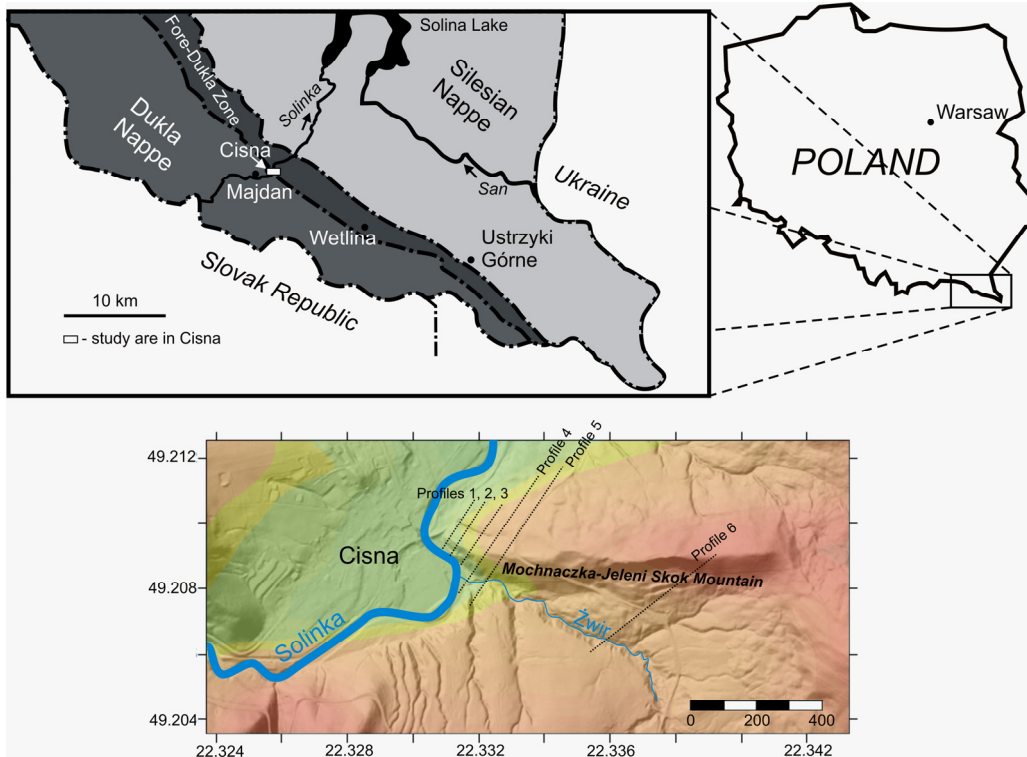 Solina Lake
Fore-Dukla Zone
Silesian
Nappe
Solinka
Dukla
Nappe
Cisna
Majdan
San
Ukraine
Wetlina
Ustrzyki
Górne
Slovak Republic
10 km
- study are in Cisna
Warsaw
POLAND
Profile 4
Profile 5
49.212
Profiles 1, 2, 3
Cisna
Profile 6
Mochnaczka-Jeleni Skok Mountain
49.208
Żwir
Solinka
49.204
0 200 400
22.324 22.328 22.332 22.336 22.342